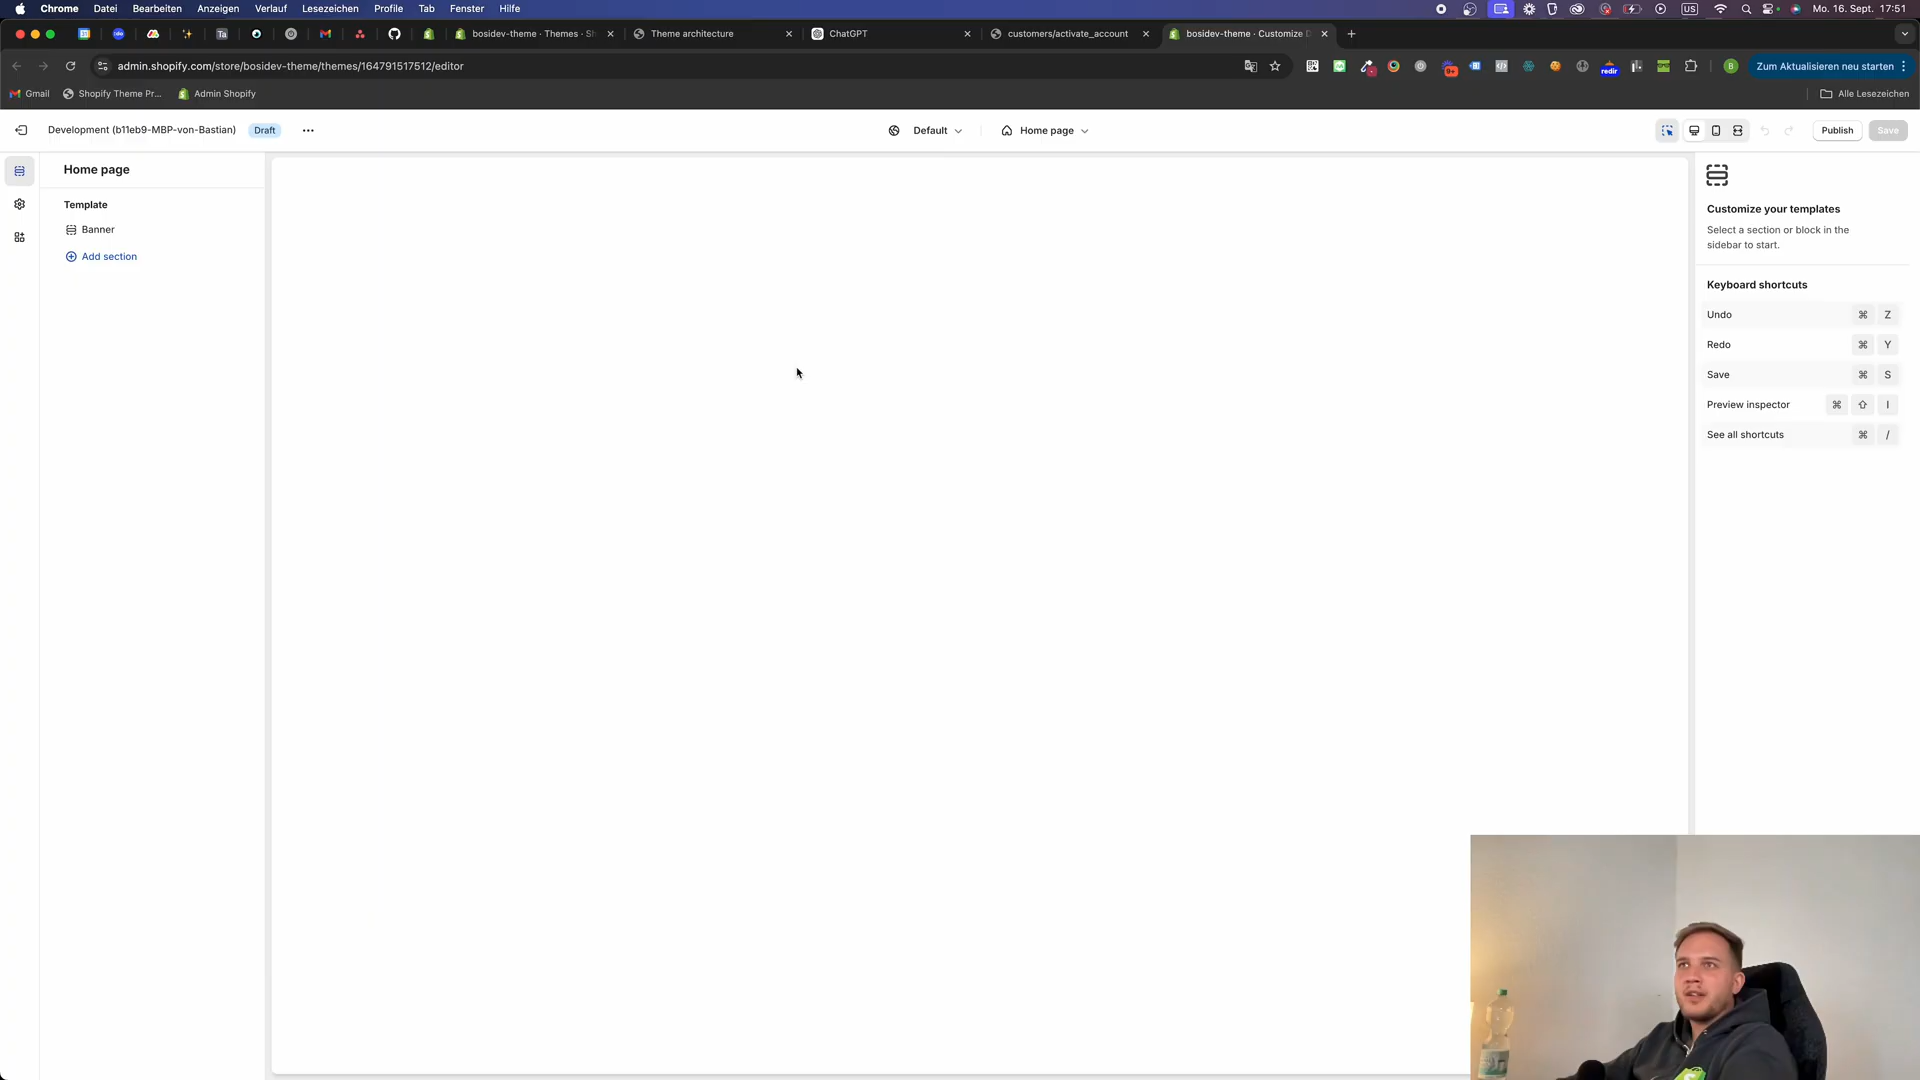 Chrome Datei Bearbeiten Anzeigen Verlauf Lesezeichen Profile Tab Fenster Hilfe US Mo. 16. Sept. 17:51
bosidev-theme · Themes · Sh Theme architecture ChatGPT customers/activate_account bosidev-theme · Customize D
admin.shopify.com/store/bosidev-theme/themes/164791517512/editor 9+ redir B Zum Aktualisieren neu starten
Gmail Shopify Theme Pr... Admin Shopify Alle Lesezeichen
Development (b11eb9-MBP-von-Bastian) Draft Default Home page Publish Save
Home page
Template
Banner
Add section
Customize your templates
Select a section or block in the
sidebar to start.
Keyboard shortcuts
Undo ⌘ Z
Redo ⌘ Y
Save ⌘ S
Preview inspector ⌘ ⇧ I
See all shortcuts ⌘ /